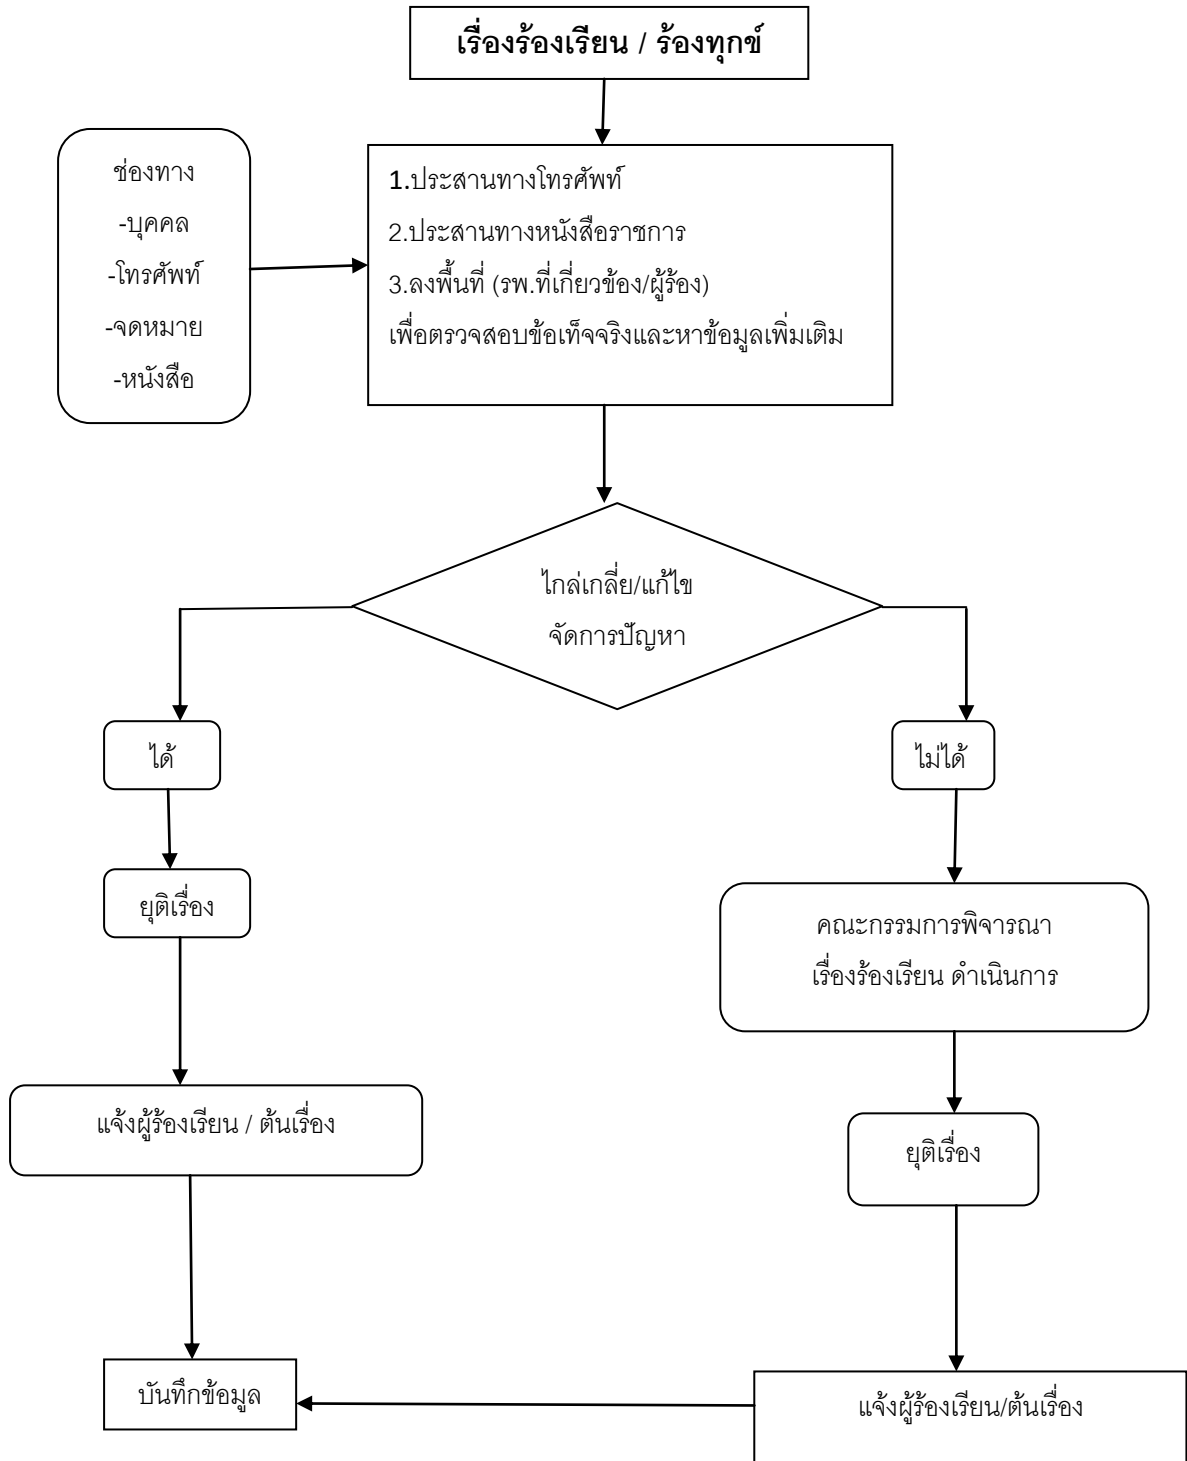 เรื่องร้องเรียน / ร้องทุกข์
ช่องทาง
-บุคคล
-โทรศัพท์
-จดหมาย
-หนังสือ
1.ประสานทางโทรศัพท์
2.ประสานทางหนังสือราชการ
3.ลงพื้นที่ (รพ.ที่เกี่ยวข้อง/ผู้ร้อง)
เพื่อตรวจสอบข้อเท็จจริงและหาข้อมูลเพิ่มเติม
ไกล่เกลี่ย/แก้ไข
จัดการปัญหา
ได้
ไม่ได้
ยุติเรื่อง
คณะกรรมการพิจารณา
เรื่องร้องเรียน ดำเนินการ
แจ้งผู้ร้องเรียน / ต้นเรื่อง
ยุติเรื่อง
บันทึกข้อมูล
แจ้งผู้ร้องเรียน/ต้นเรื่อง